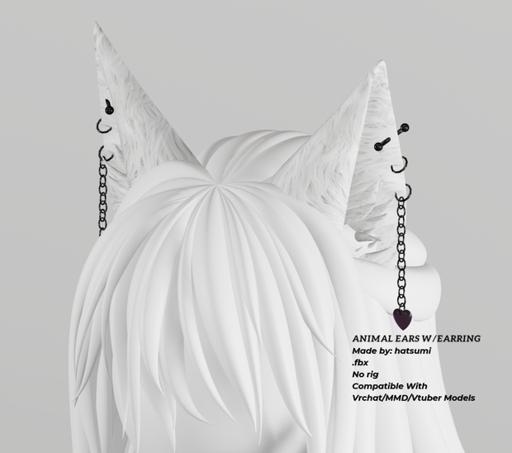 ANIMAL EARS W/EARRING
Made by: hatsumi
.fbx
No rig
Compatible With
Vrchat/MMD/Vtuber Models